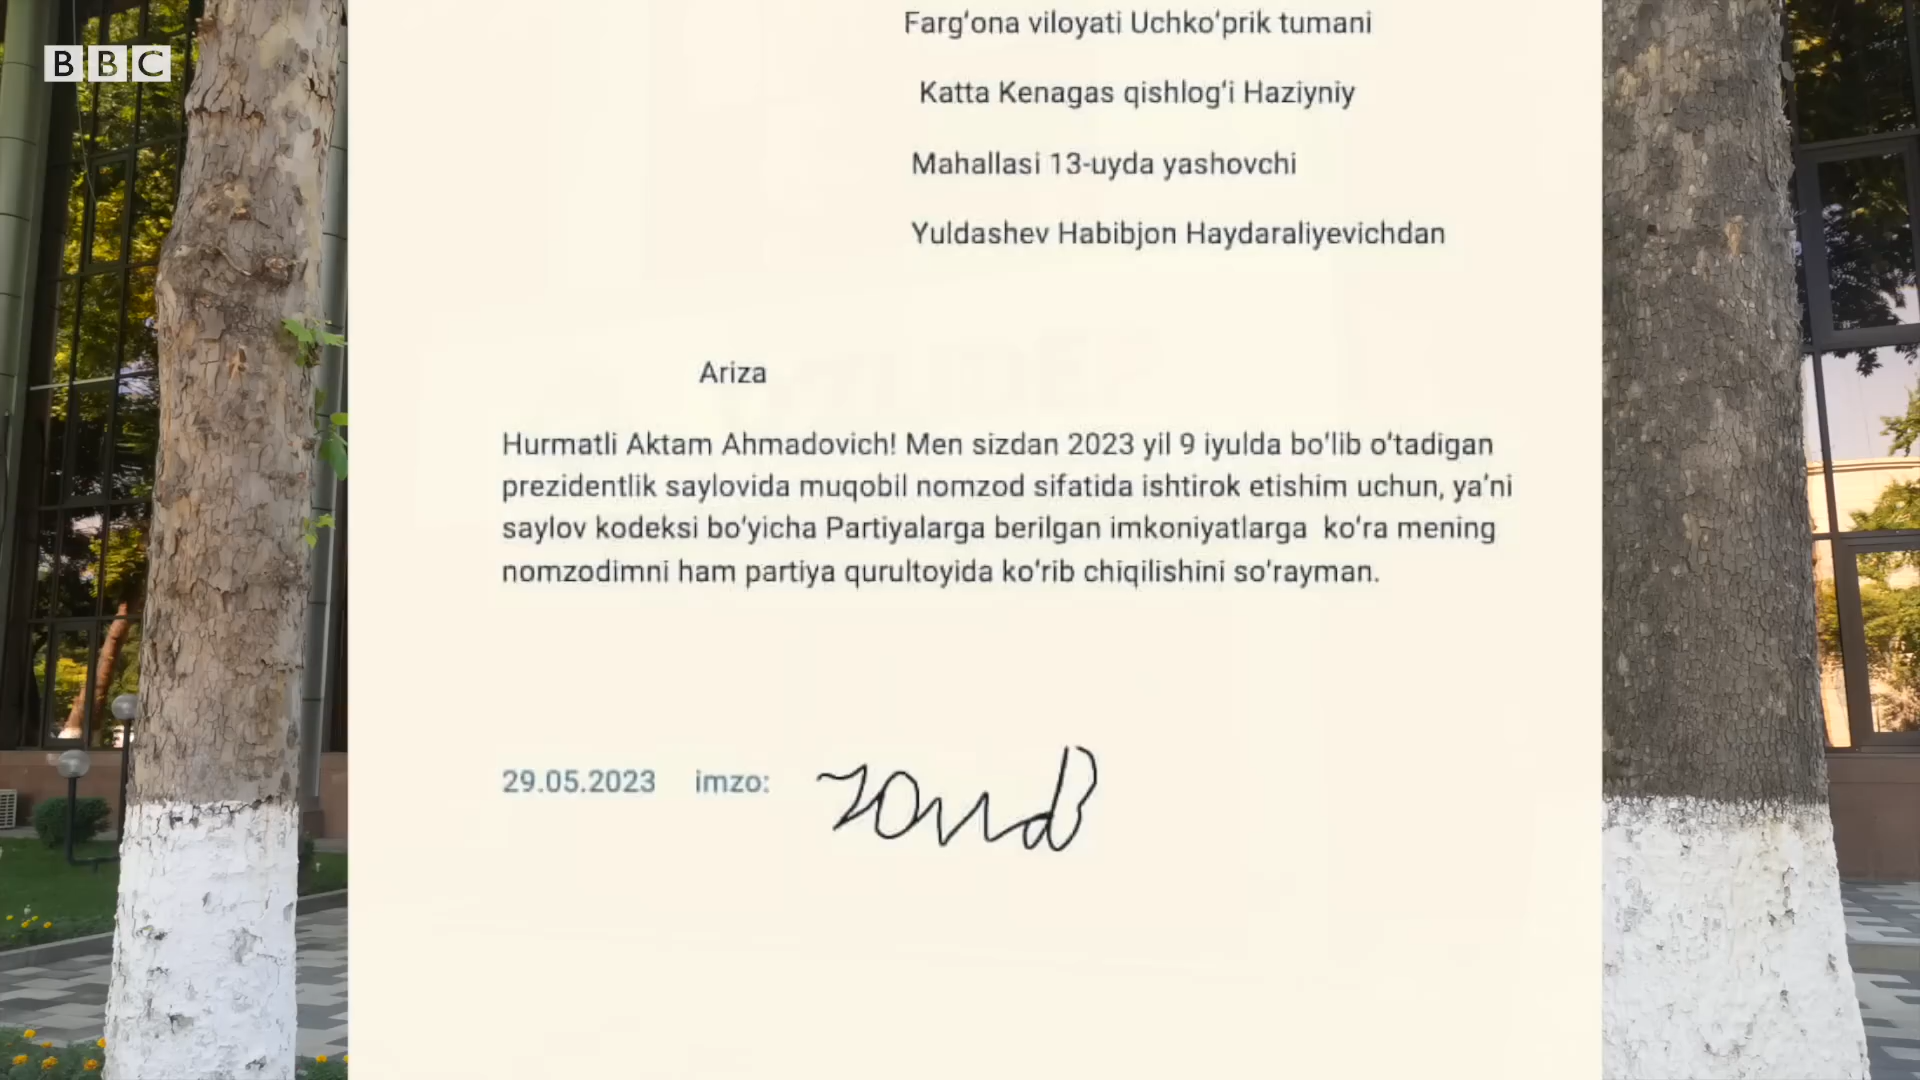 BBC
Farg‘ona viloyati Uchko‘prik tumani
Katta Kenagas qishlog‘i Haziyniy
Mahallasi 13-uyda yashovchi
Yuldashev Habibjon Haydaraliyevichdan
Ariza
Hurmatli Aktam Ahmadovich! Men sizdan 2023 yil 9 iyulda bo‘lib o‘tadigan
prezidentlik saylovida muqobil nomzod sifatida ishtirok etishim uchun, ya’ni
saylov kodeksi bo‘yicha Partiyalarga berilgan imkoniyatlarga ko‘ra mening
nomzodimni ham partiya qurultoyida ko‘rib chiqilishini so‘rayman.
29.05.2023 imzo: